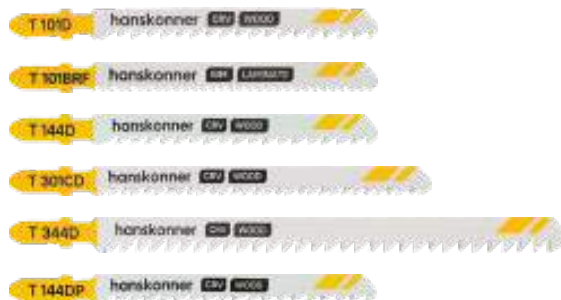 T 101D hanskonner CRV WOOD
T 101BRF hanskonner BIM LAMINATE
T 144D hanskonner CRV WOOD
T 301CD hanskonner CRV WOOD
T 344D hanskonner WOOD
T 144DP hanskonner CRV WOOD